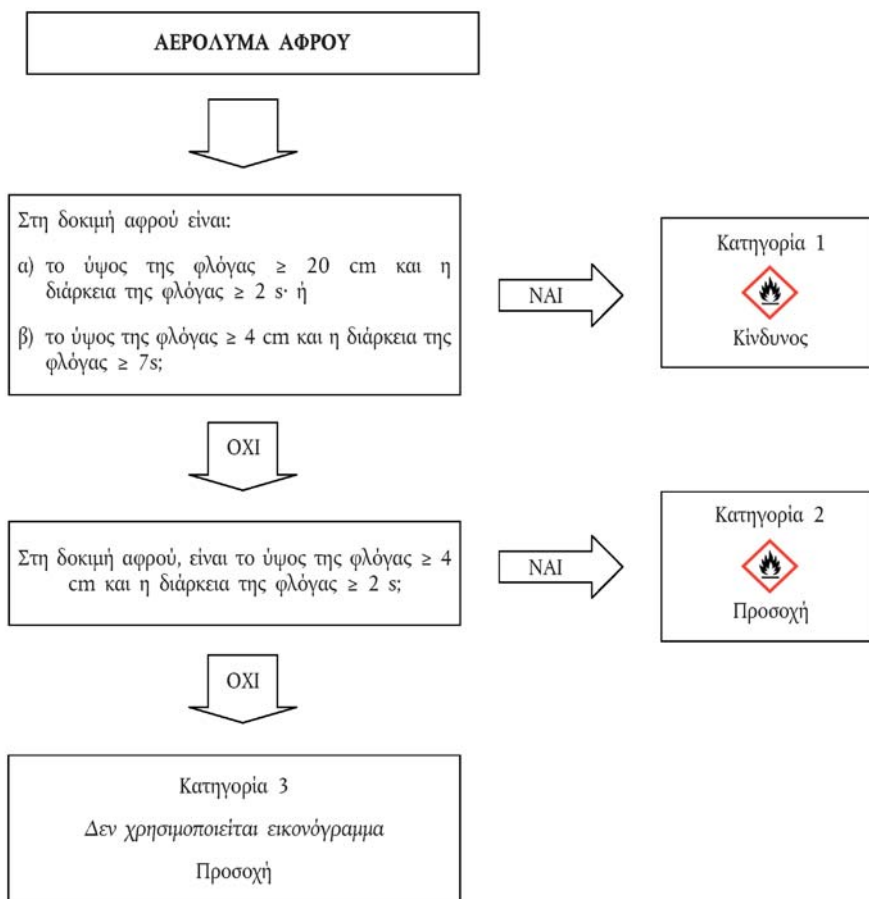 ΑΕΡΟΛΥΜΑ ΑΦΡΟΥ
Στη δοκιμή αφρού είναι:
α) το ύψος της φλόγας ≥ 20 cm και η
διάρκεια της φλόγας ≥ 2 s· ή
β) το ύψος της φλόγας ≥ 4 cm και η διάρκεια της
φλόγας ≥ 7s;
ΝΑΙ
Κατηγορία 1
Κίνδυνος
ΟΧΙ
Στη δοκιμή αφρού, είναι το ύψος της φλόγας ≥ 4
cm και η διάρκεια της φλόγας ≥ 2 s;
ΝΑΙ
Κατηγορία 2
Προσοχή
ΟΧΙ
Κατηγορία 3
Δεν χρησιμοποιείται εικονόγραμμα
Προσοχή